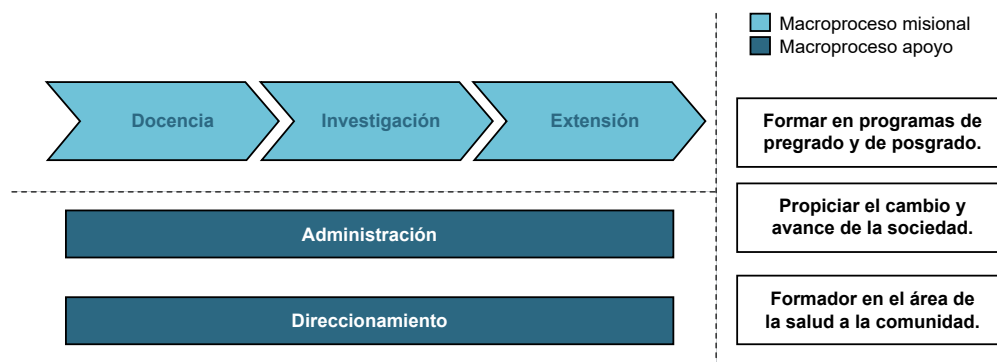 Macroproceso misional
Macroproceso apoyo
Docencia
Investigación
Extensión
Administración
Direccionamiento
Formar en programas de
pregrado y de posgrado.
Propiciar el cambio y
avance de la sociedad.
Formador en el área de
la salud a la comunidad.